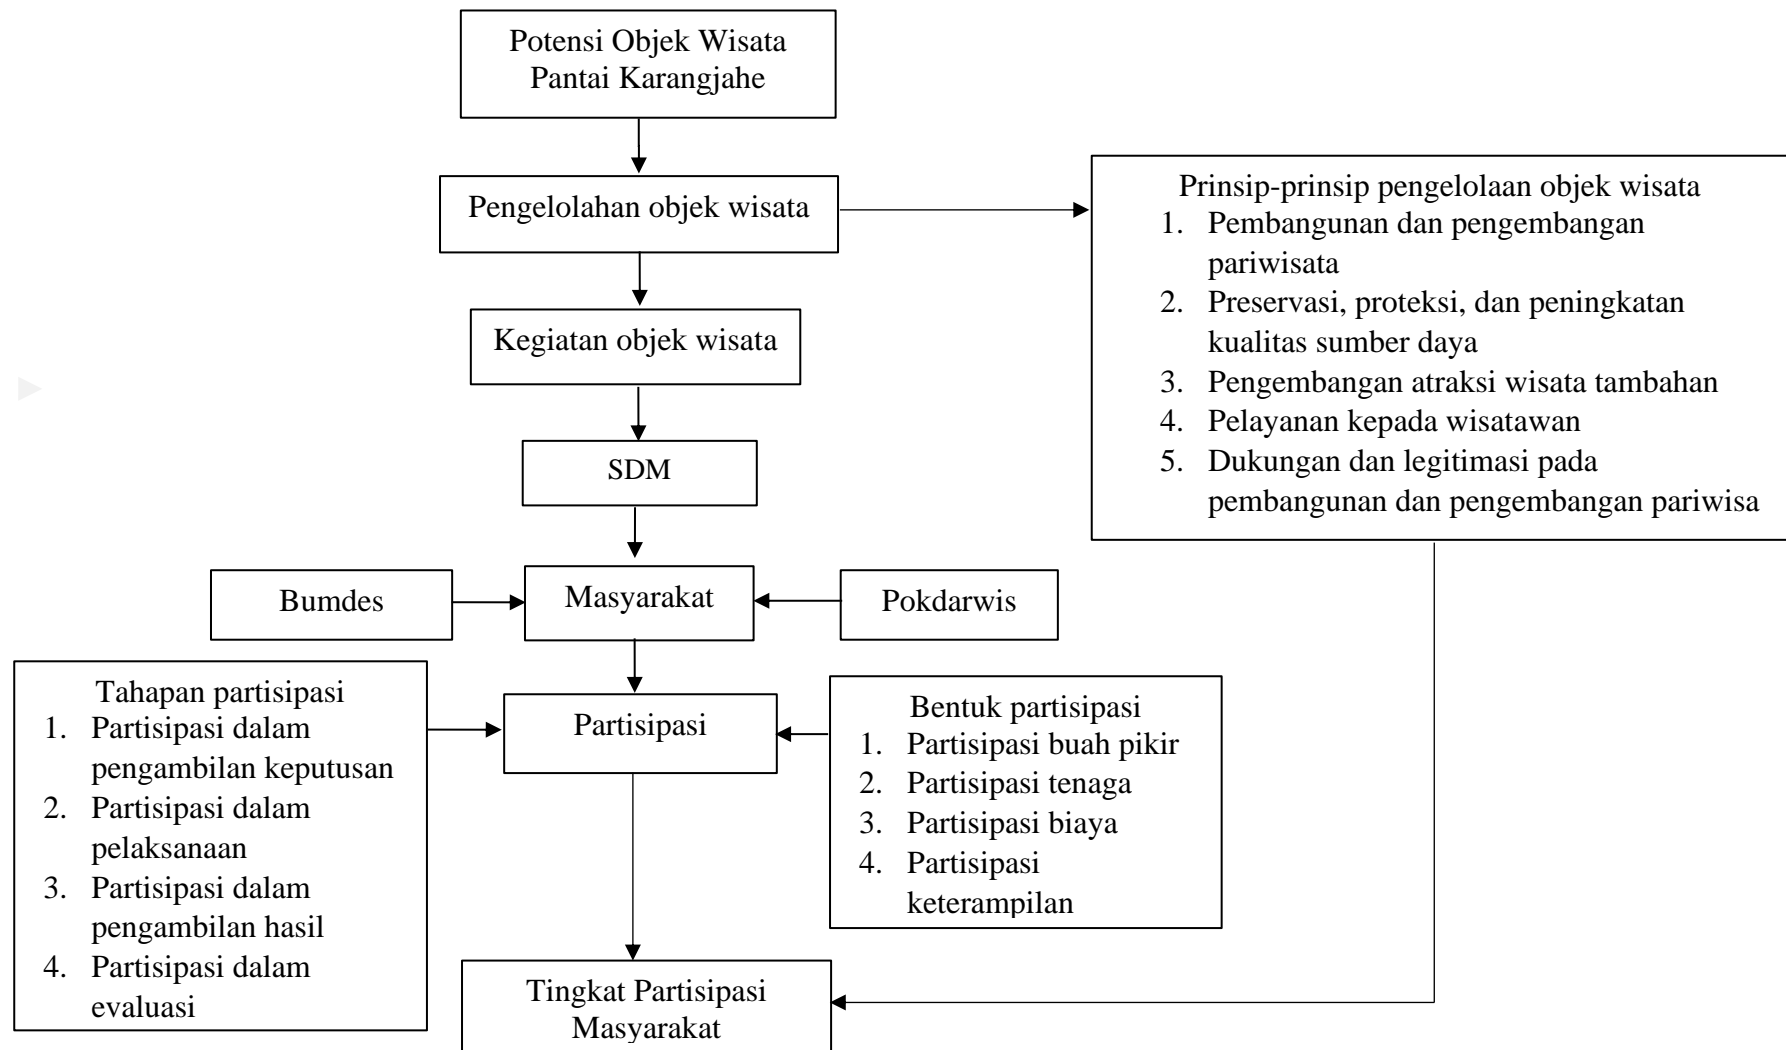 Potensi Objek Wisata
Pantai Karangjahe
Pengelolahan objek wisata
Prinsip-prinsip pengelolaan objek wisata
1. Pembangunan dan pengembangan
pariwisata
2. Preservasi, proteksi, dan peningkatan
kualitas sumber daya
3. Pengembangan atraksi wisata tambahan
4. Pelayanan kepada wisatawan
5. Dukungan dan legitimasi pada
pembangunan dan pengembangan pariwisa
Kegiatan objek wisata
SDM
Bumdes
Masyarakat
Pokdarwis
Tahapan partisipasi
1. Partisipasi dalam
pengambilan keputusan
2. Partisipasi dalam
pelaksanaan
3. Partisipasi dalam
pengambilan hasil
4. Partisipasi dalam
evaluasi
Partisipasi
Bentuk partisipasi
1. Partisipasi buah pikir
2. Partisipasi tenaga
3. Partisipasi biaya
4. Partisipasi
keterampilan
Tingkat Partisipasi
Masyarakat